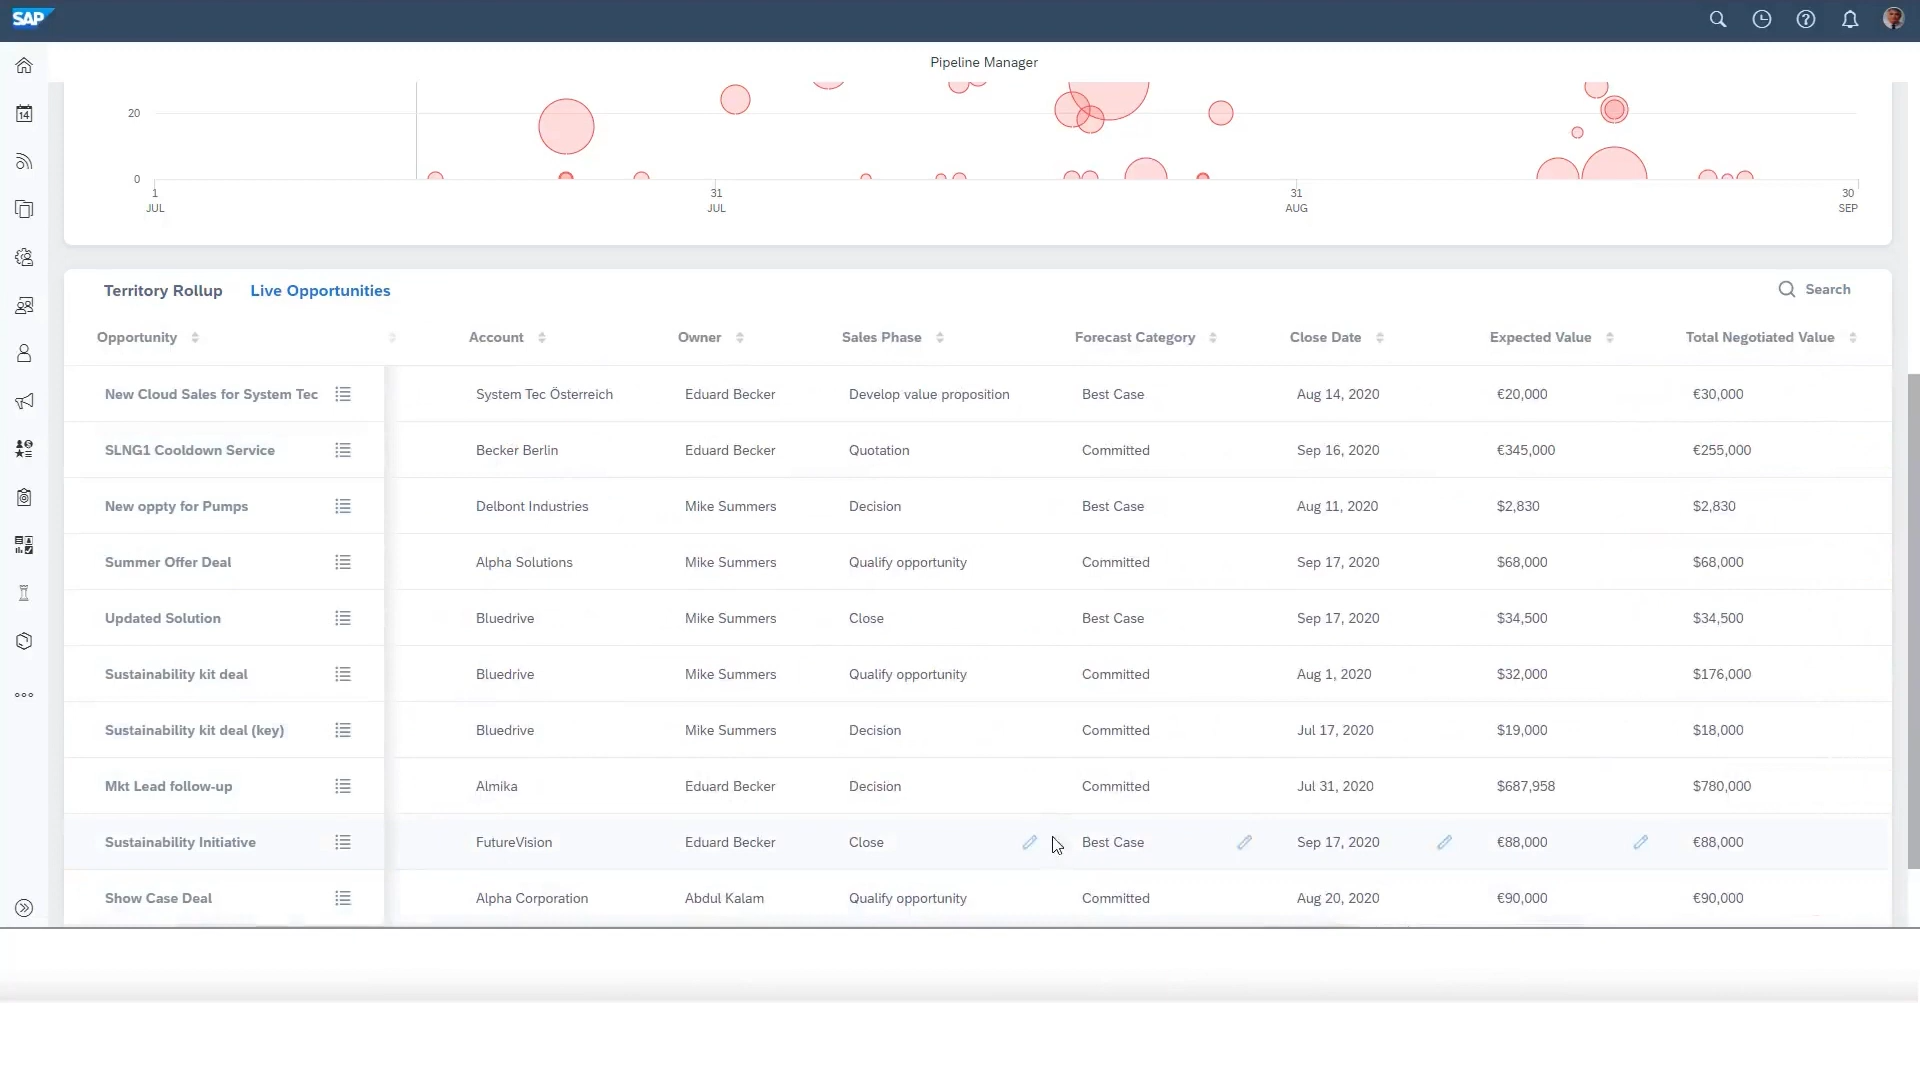 SAP
Pipeline Manager
14
20
0
1 31 31 30
JUL JUL AUG SEP
Territory Rollup Live Opportunities Search
Opportunity Account Owner Sales Phase Forecast Category Close Date Expected Value Total Negotiated Value
New Cloud Sales for System Tec System Tec Österreich Eduard Becker Develop value proposition Best Case Aug 14, 2020 €20,000 €30,000
SLNG1 Cooldown Service Becker Berlin Eduard Becker Quotation Committed Sep 16, 2020 €345,000 €255,000
New oppty for Pumps Delbont Industries Mike Summers Decision Best Case Aug 11, 2020 $2,830 $2,830
Summer Offer Deal Alpha Solutions Mike Summers Qualify opportunity Committed Sep 17, 2020 $68,000 $68,000
Updated Solution Bluedrive Mike Summers Close Best Case Sep 17, 2020 $34,500 $34,500
Sustainability kit deal Bluedrive Mike Summers Qualify opportunity Committed Aug 1, 2020 $32,000 $176,000
Sustainability kit deal (key) Bluedrive Mike Summers Decision Committed Jul 17, 2020 $19,000 $18,000
Mkt Lead follow-up Almika Eduard Becker Decision Committed Jul 31, 2020 $687,958 $780,000
Sustainability Initiative FutureVision Eduard Becker Close Best Case Sep 17, 2020 €88,000 €88,000
Show Case Deal Alpha Corporation Abdul Kalam Qualify opportunity Committed Aug 20, 2020 €90,000 €90,000